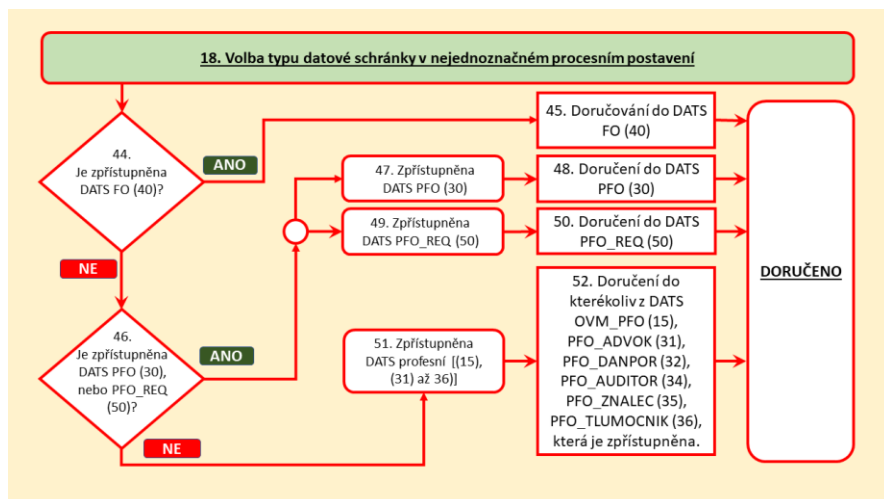 18. Volba typu datové schránky v nejednoznačném procesním postavení
44.
Je zpřístupněna
DATS FO (40)?
ANO
45. Doručování do DATS
FO (40)
47. Zpřístupněna
DATS PFO (30)
48. Doručení do DATS
PFO (30)
49. Zpřístupněna
DATS PFO_REQ (50)
50. Doručení do DATS
PFO_REQ (50)
DORUČENO
NE
46.
Je zpřístupněna
DATS PFO (30),
nebo PFO_REQ
(50)?
ANO
51. Zpřístupněna
DATS profesní [(15),
(31) až 36)]
52. Doručení do
kterékoliv z DATS
OVM_PFO (15),
PFO_ADVOK (31),
PFO_DANPOR (32),
PFO_AUDITOR (34),
PFO_ZNALEC (35),
PFO_TLUMOCNIK (36),
která je zpřístupněna.
NE